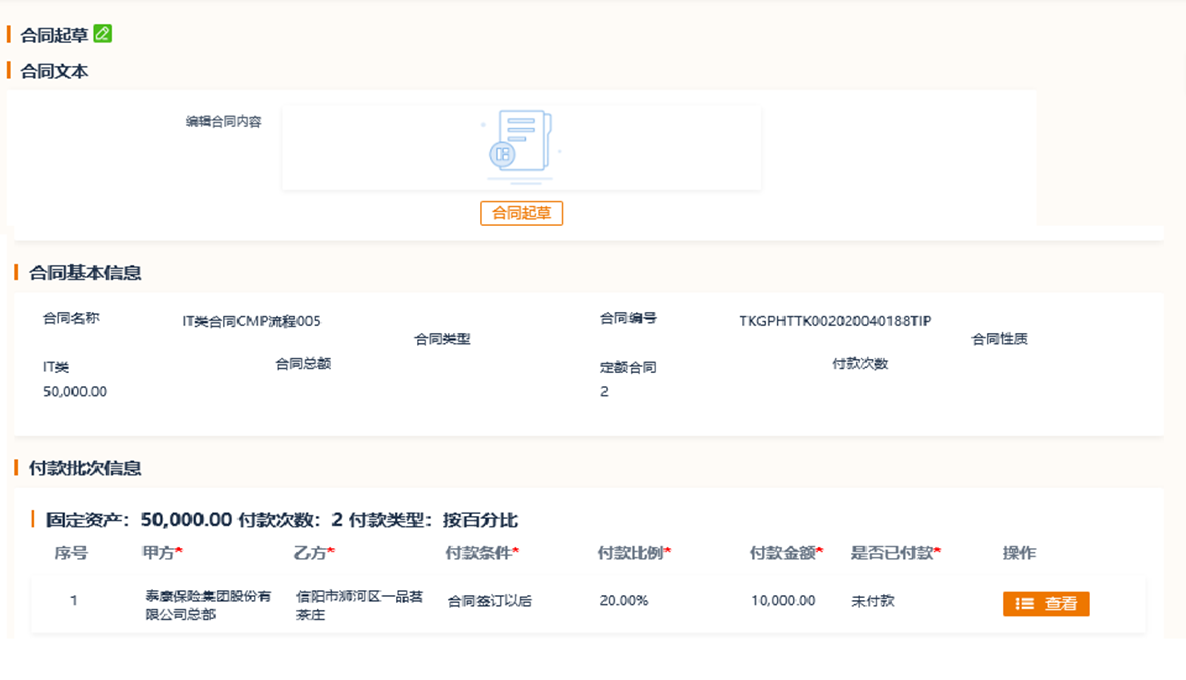 合同起草
合同文本
编辑合同内容
合同起草
合同基本信息
合同名称 IT类合同CMP流程005 合同编号 TKGPHTTK002020040188TIP
合同类型 合同性质
IT类 合同总额 定额合同 付款次数
50,000.00 2
付款批次信息
固定资产：50,000.00 付款次数：2 付款类型：按百分比
序号 甲方* 乙方* 付款条件* 付款比例* 付款金额* 是否已付款* 操作
1 泰康保险集团股份有限公司总部 信阳市浉河区一品茗茶庄 合同签订以后 20.00% 10,000.00 未付款 查看